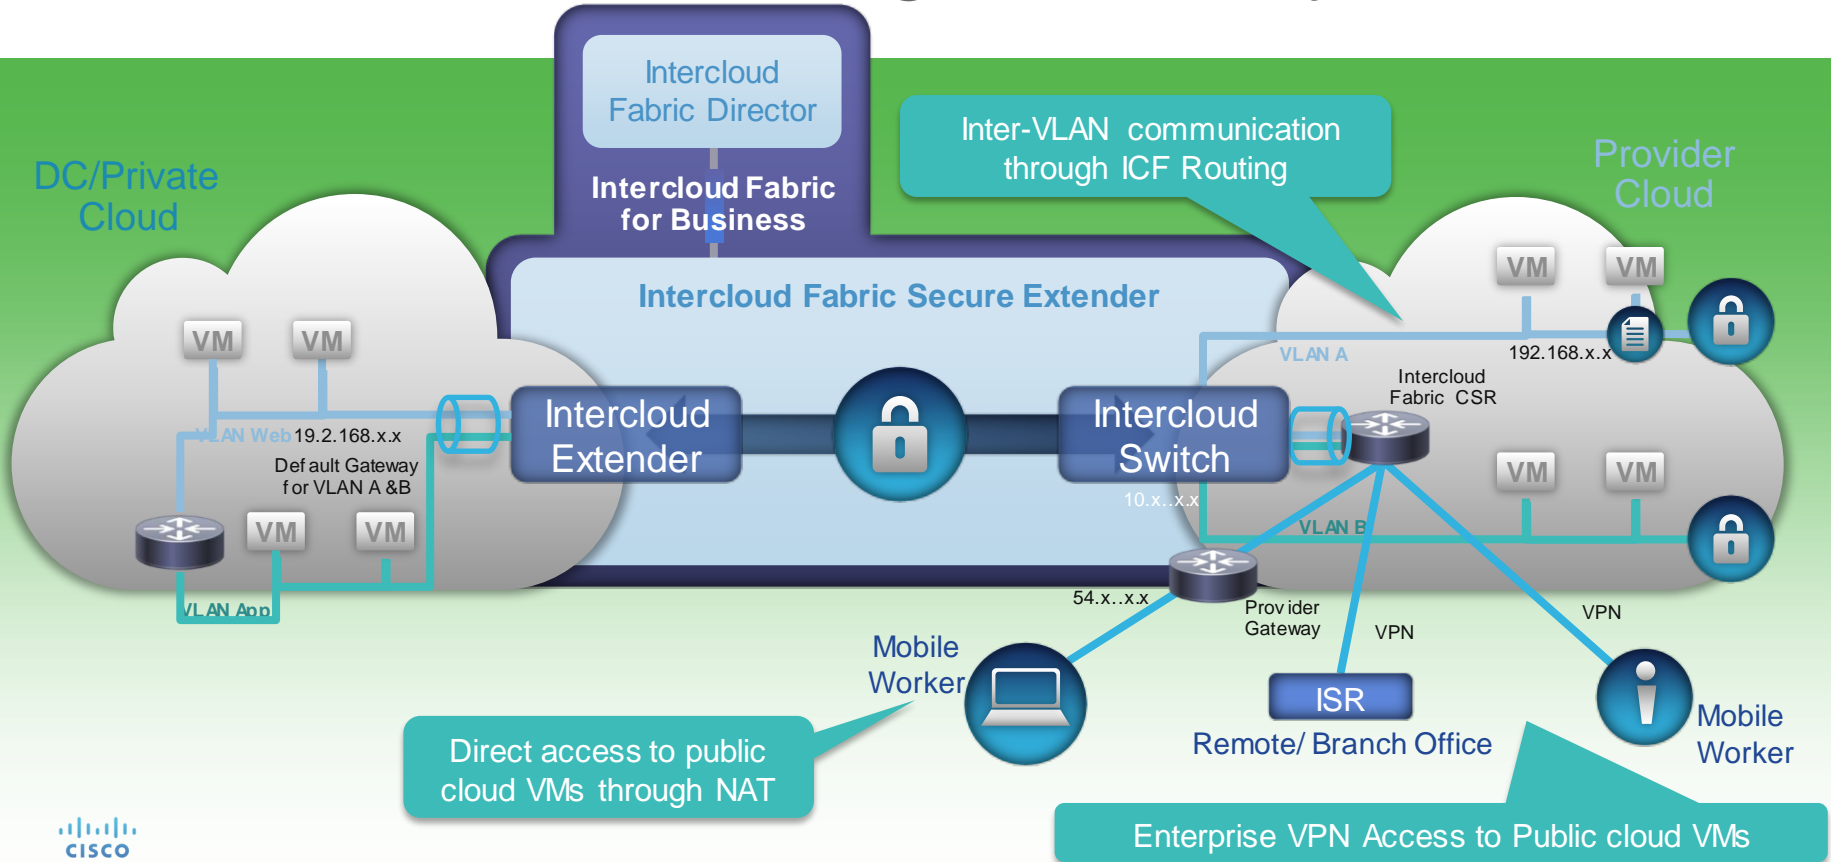 Intercloud
Fabric Director
Intercloud Fabric
for Business
Inter-VLAN communication
through ICF Routing
DC/Private
Cloud
Provider
Cloud
Intercloud Fabric Secure Extender
VM
VM
VM
VM
VLAN A
192.168.x.x
Intercloud
Fabric CSR
Intercloud
Extender
Intercloud
Switch
VLAN Web
19.2.168.x.x
Default Gateway
for VLAN A &B
VM
VM
VM
VM
10.x..x.x
VLAN B
VLAN App
54.x..x.x
Provider
Gateway
VPN
VPN
Mobile
Worker
ISR
Remote/ Branch Office
Mobile
Worker
Direct access to public
cloud VMs through NAT
Enterprise VPN Access to Public cloud VMs
CISCO